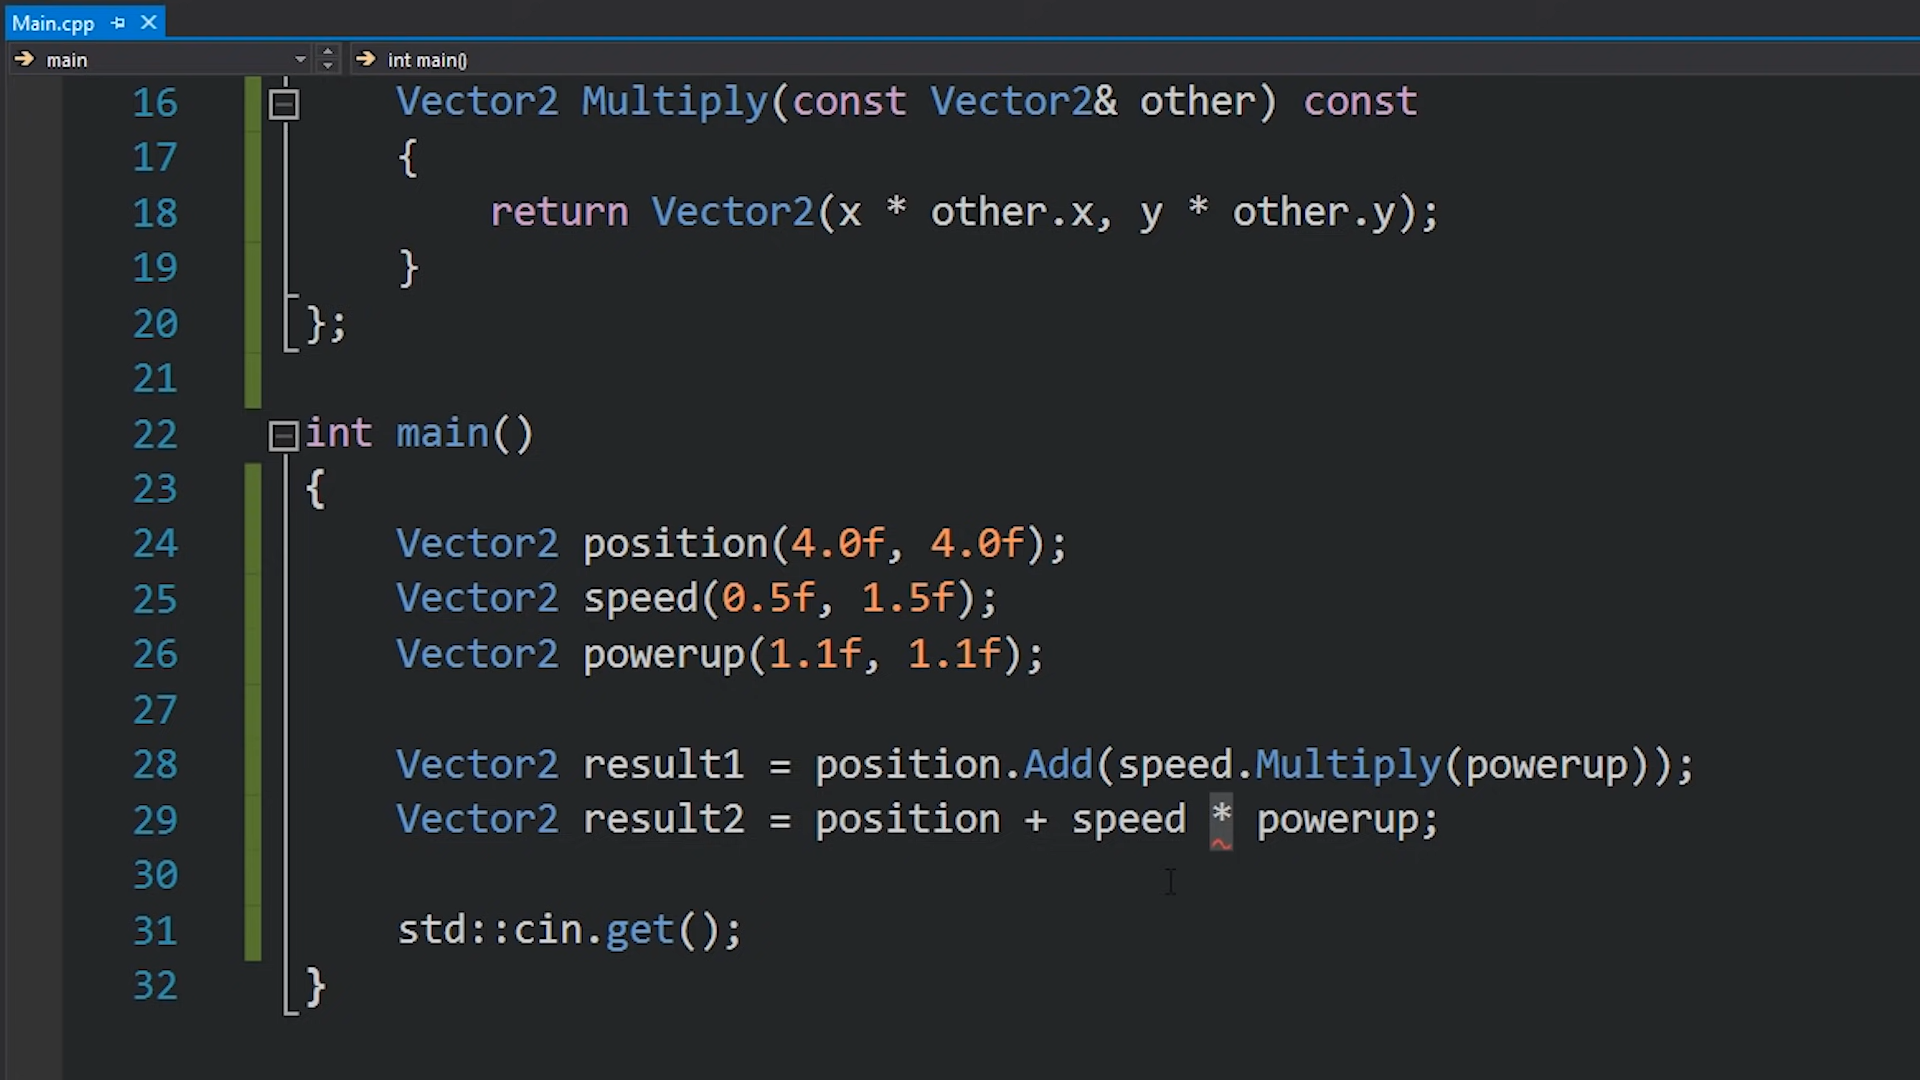 Main.cpp
main int main()
16 Vector2 Multiply(const Vector2& other) const
17 {
18 return Vector2(x * other.x, y * other.y);
19 }
20 };
21
22 int main()
23 {
24 Vector2 position(4.0f, 4.0f);
25 Vector2 speed(0.5f, 1.5f);
26 Vector2 powerup(1.1f, 1.1f);
27
28 Vector2 result1 = position.Add(speed.Multiply(powerup));
29 Vector2 result2 = position + speed * powerup;
30
31 std::cin.get();
32 }